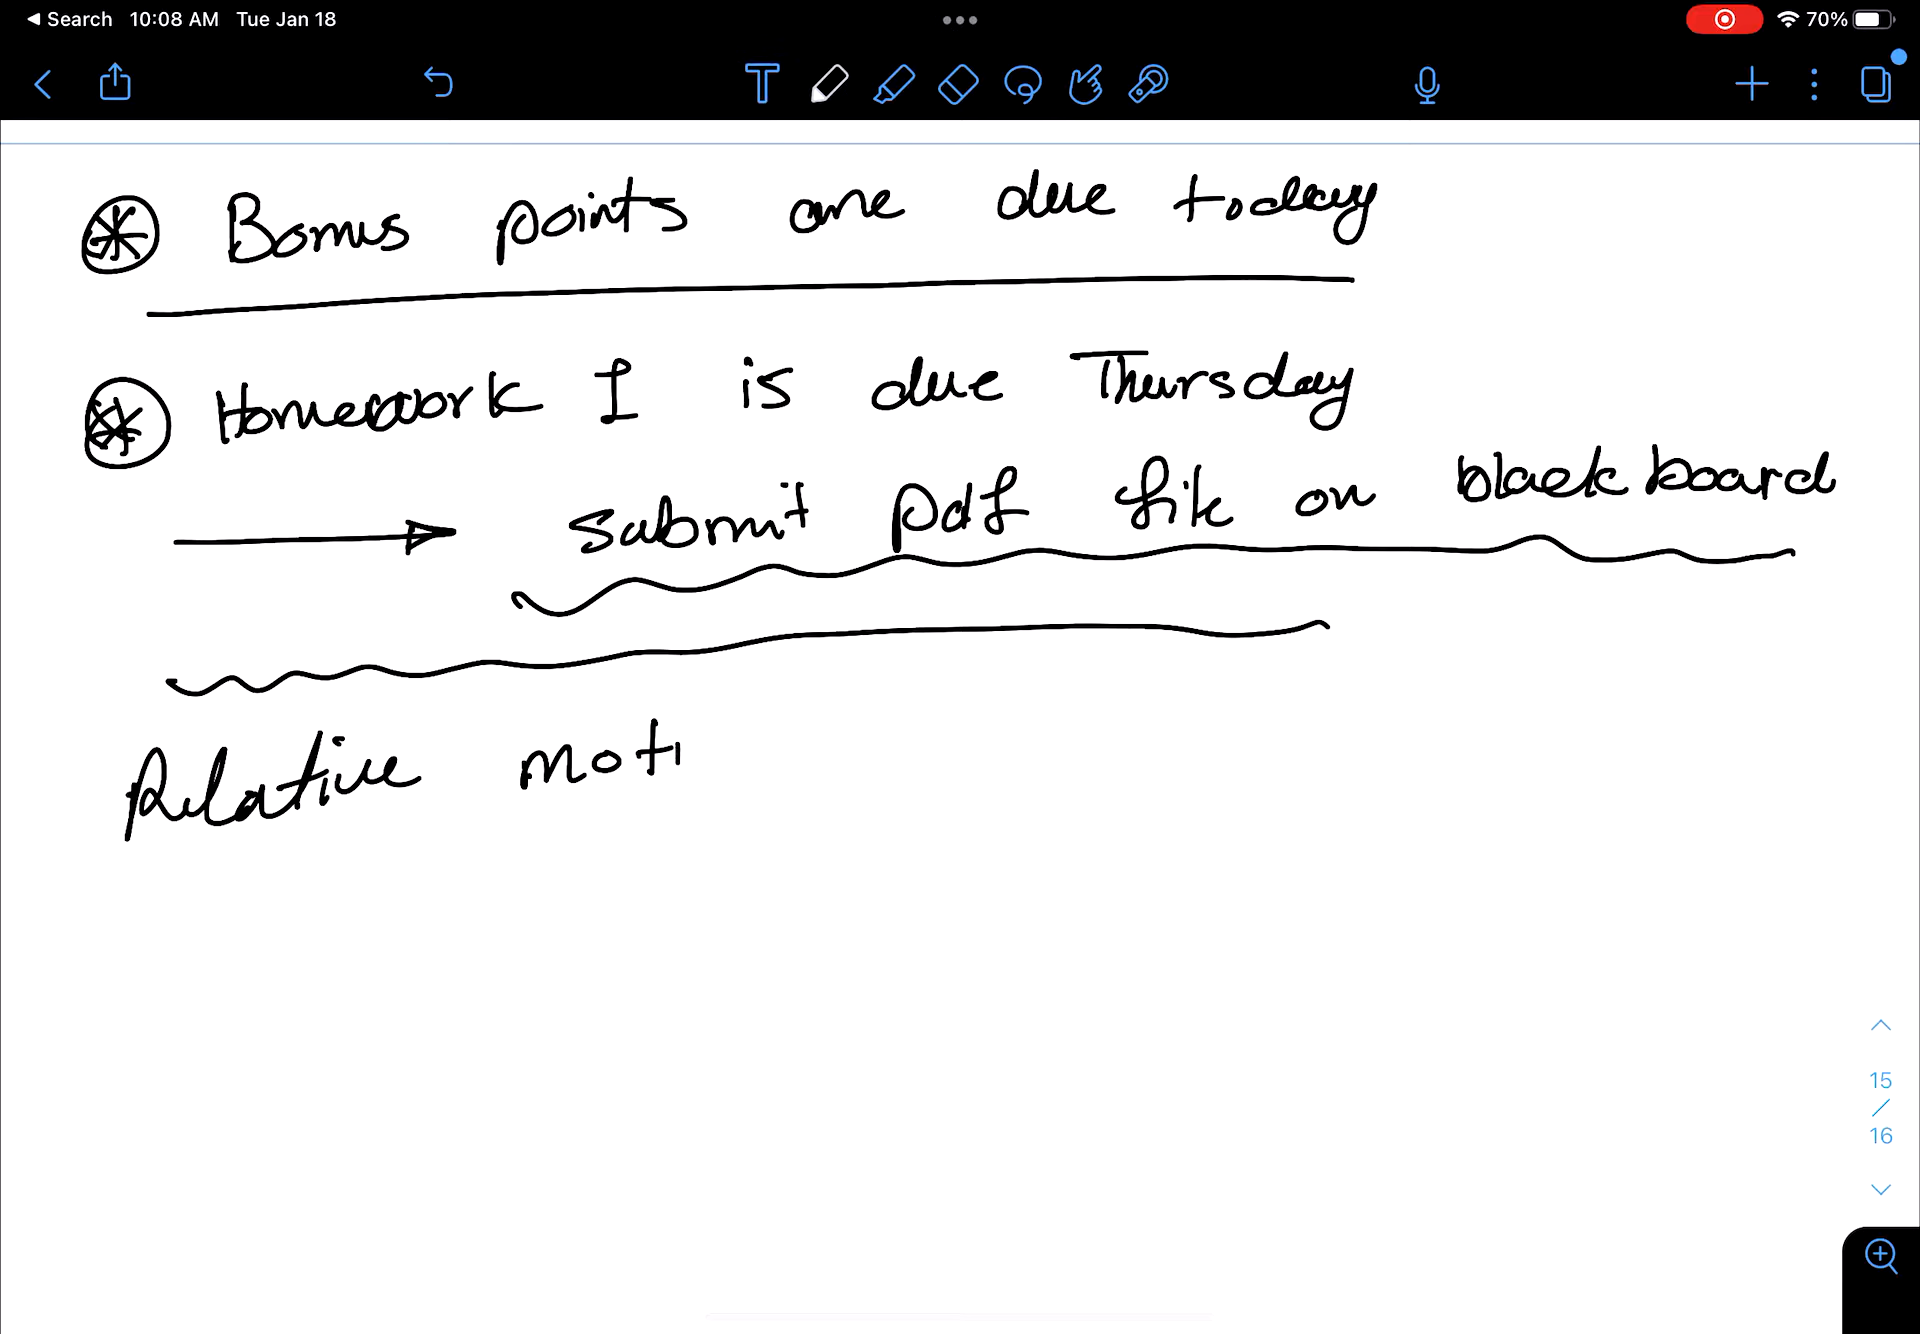 Search 10:08 AM Tue Jan 18 70%
Bonus points are due today
Homework I is due Thursday
submit pdf file on blackboard
Relative moti
15
/
16